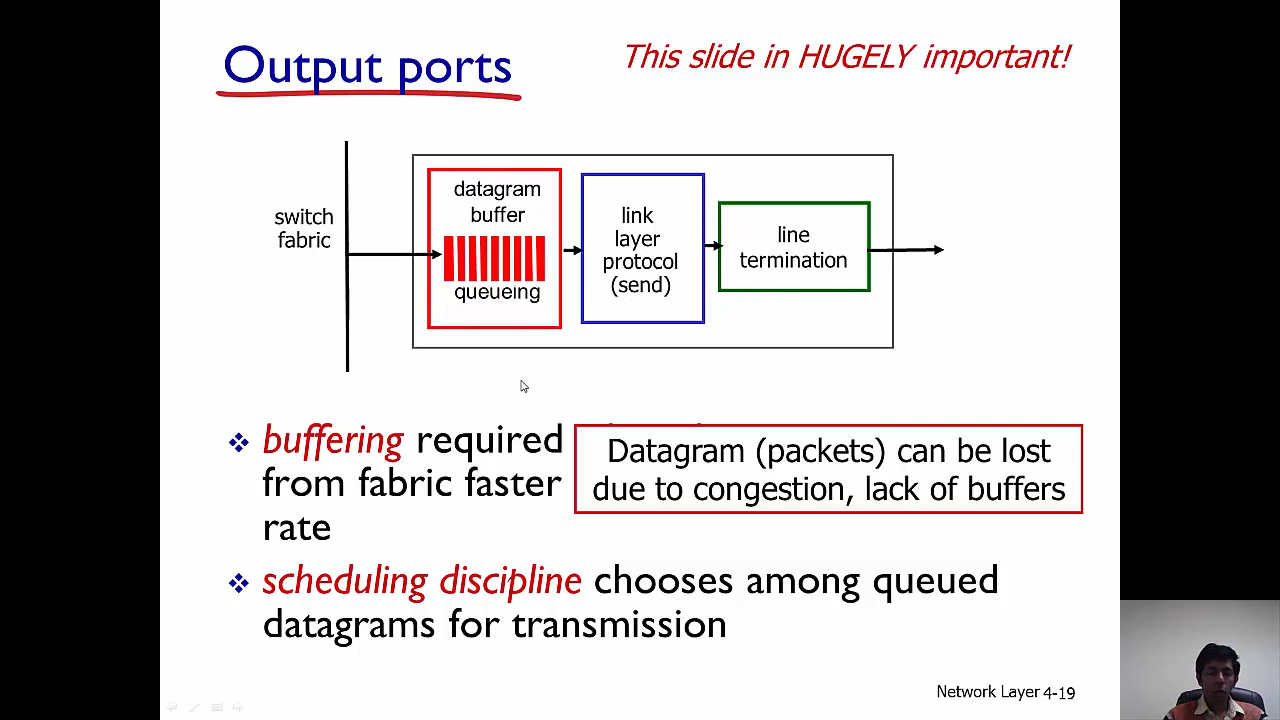 Output ports
This slide in HUGELY important!
switch
fabric
datagram
buffer
queueing
link
layer
protocol
(send)
line
termination
buffering required
from fabric faster
rate
Datagram (packets) can be lost
due to congestion, lack of buffers
scheduling discipline chooses among queued
datagrams for transmission
Network Layer 4-19